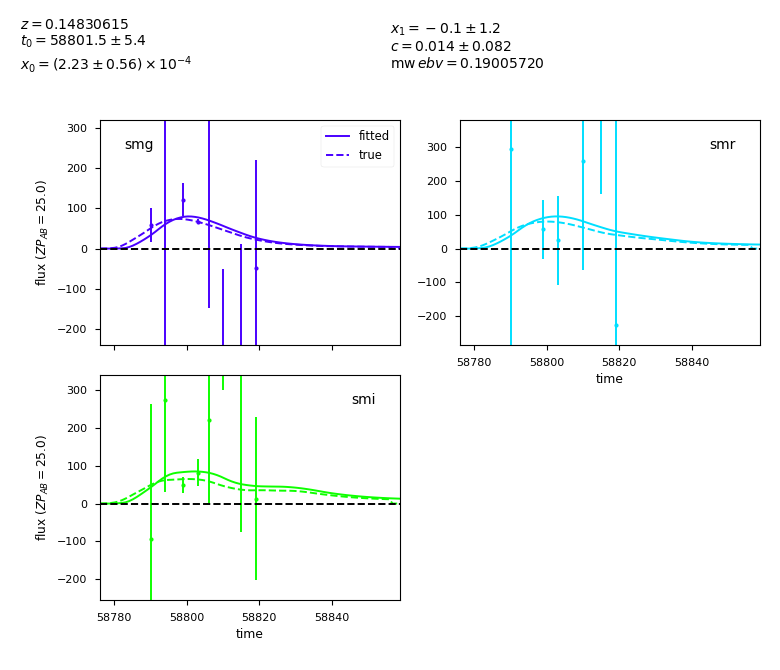 z = 0.14830615
t₀ = 58801.5 ± 5.4
x₀ = (2.23 ± 0.56) × 10⁻⁴
x₁ = −0.1 ± 1.2
c = 0.014 ± 0.082
mw ebv = 0.19005720
smg
fitted
true
300
200
100
0
−100
−200
flux (ZP_AB = 25.0)
smr
300
200
100
0
−100
−200
58780 58800 58820 58840
time
smi
300
200
100
0
−100
−200
flux (ZP_AB = 25.0)
58780 58800 58820 58840
time